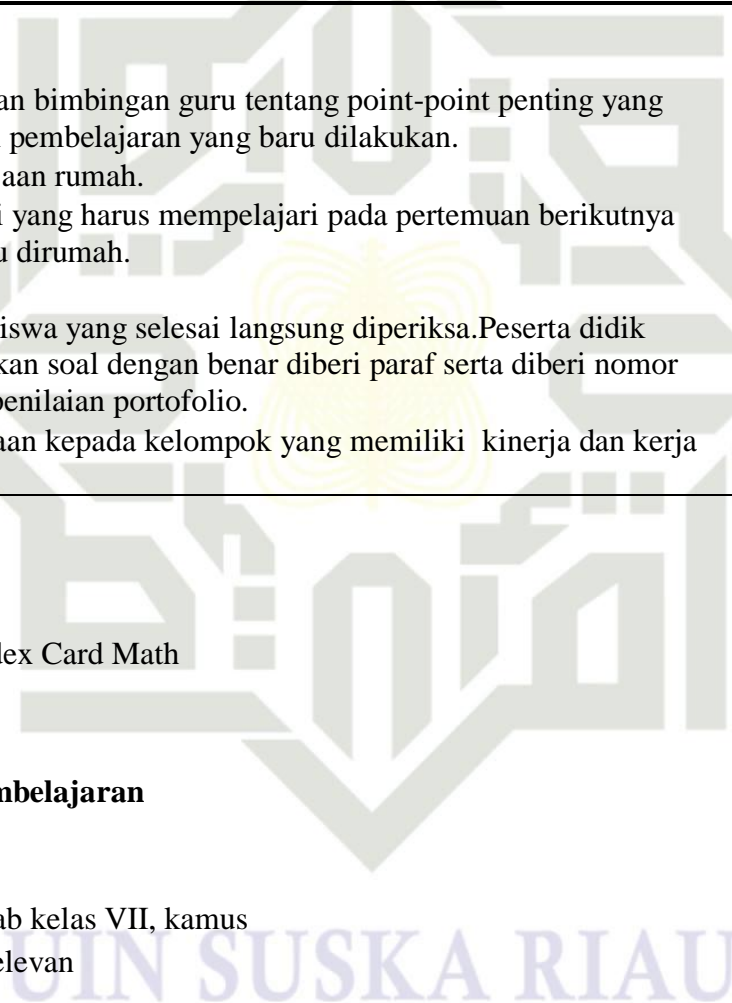 an bimbingan guru tentang point-point penting yang
pembelajaran yang baru dilakukan.
aan rumah.
i yang harus mempelajari pada pertemuan berikutnya
u dirumah.
iswa yang selesai langsung diperiksa.Peserta didik
kan soal dengan benar diberi paraf serta diberi nomor
penilaian portofolio.
aan kepada kelompok yang memiliki kinerja dan kerja
dex Card Math
mbelajaran
ab kelas VII, kamus
elevan
UIN SUSKA RIAU